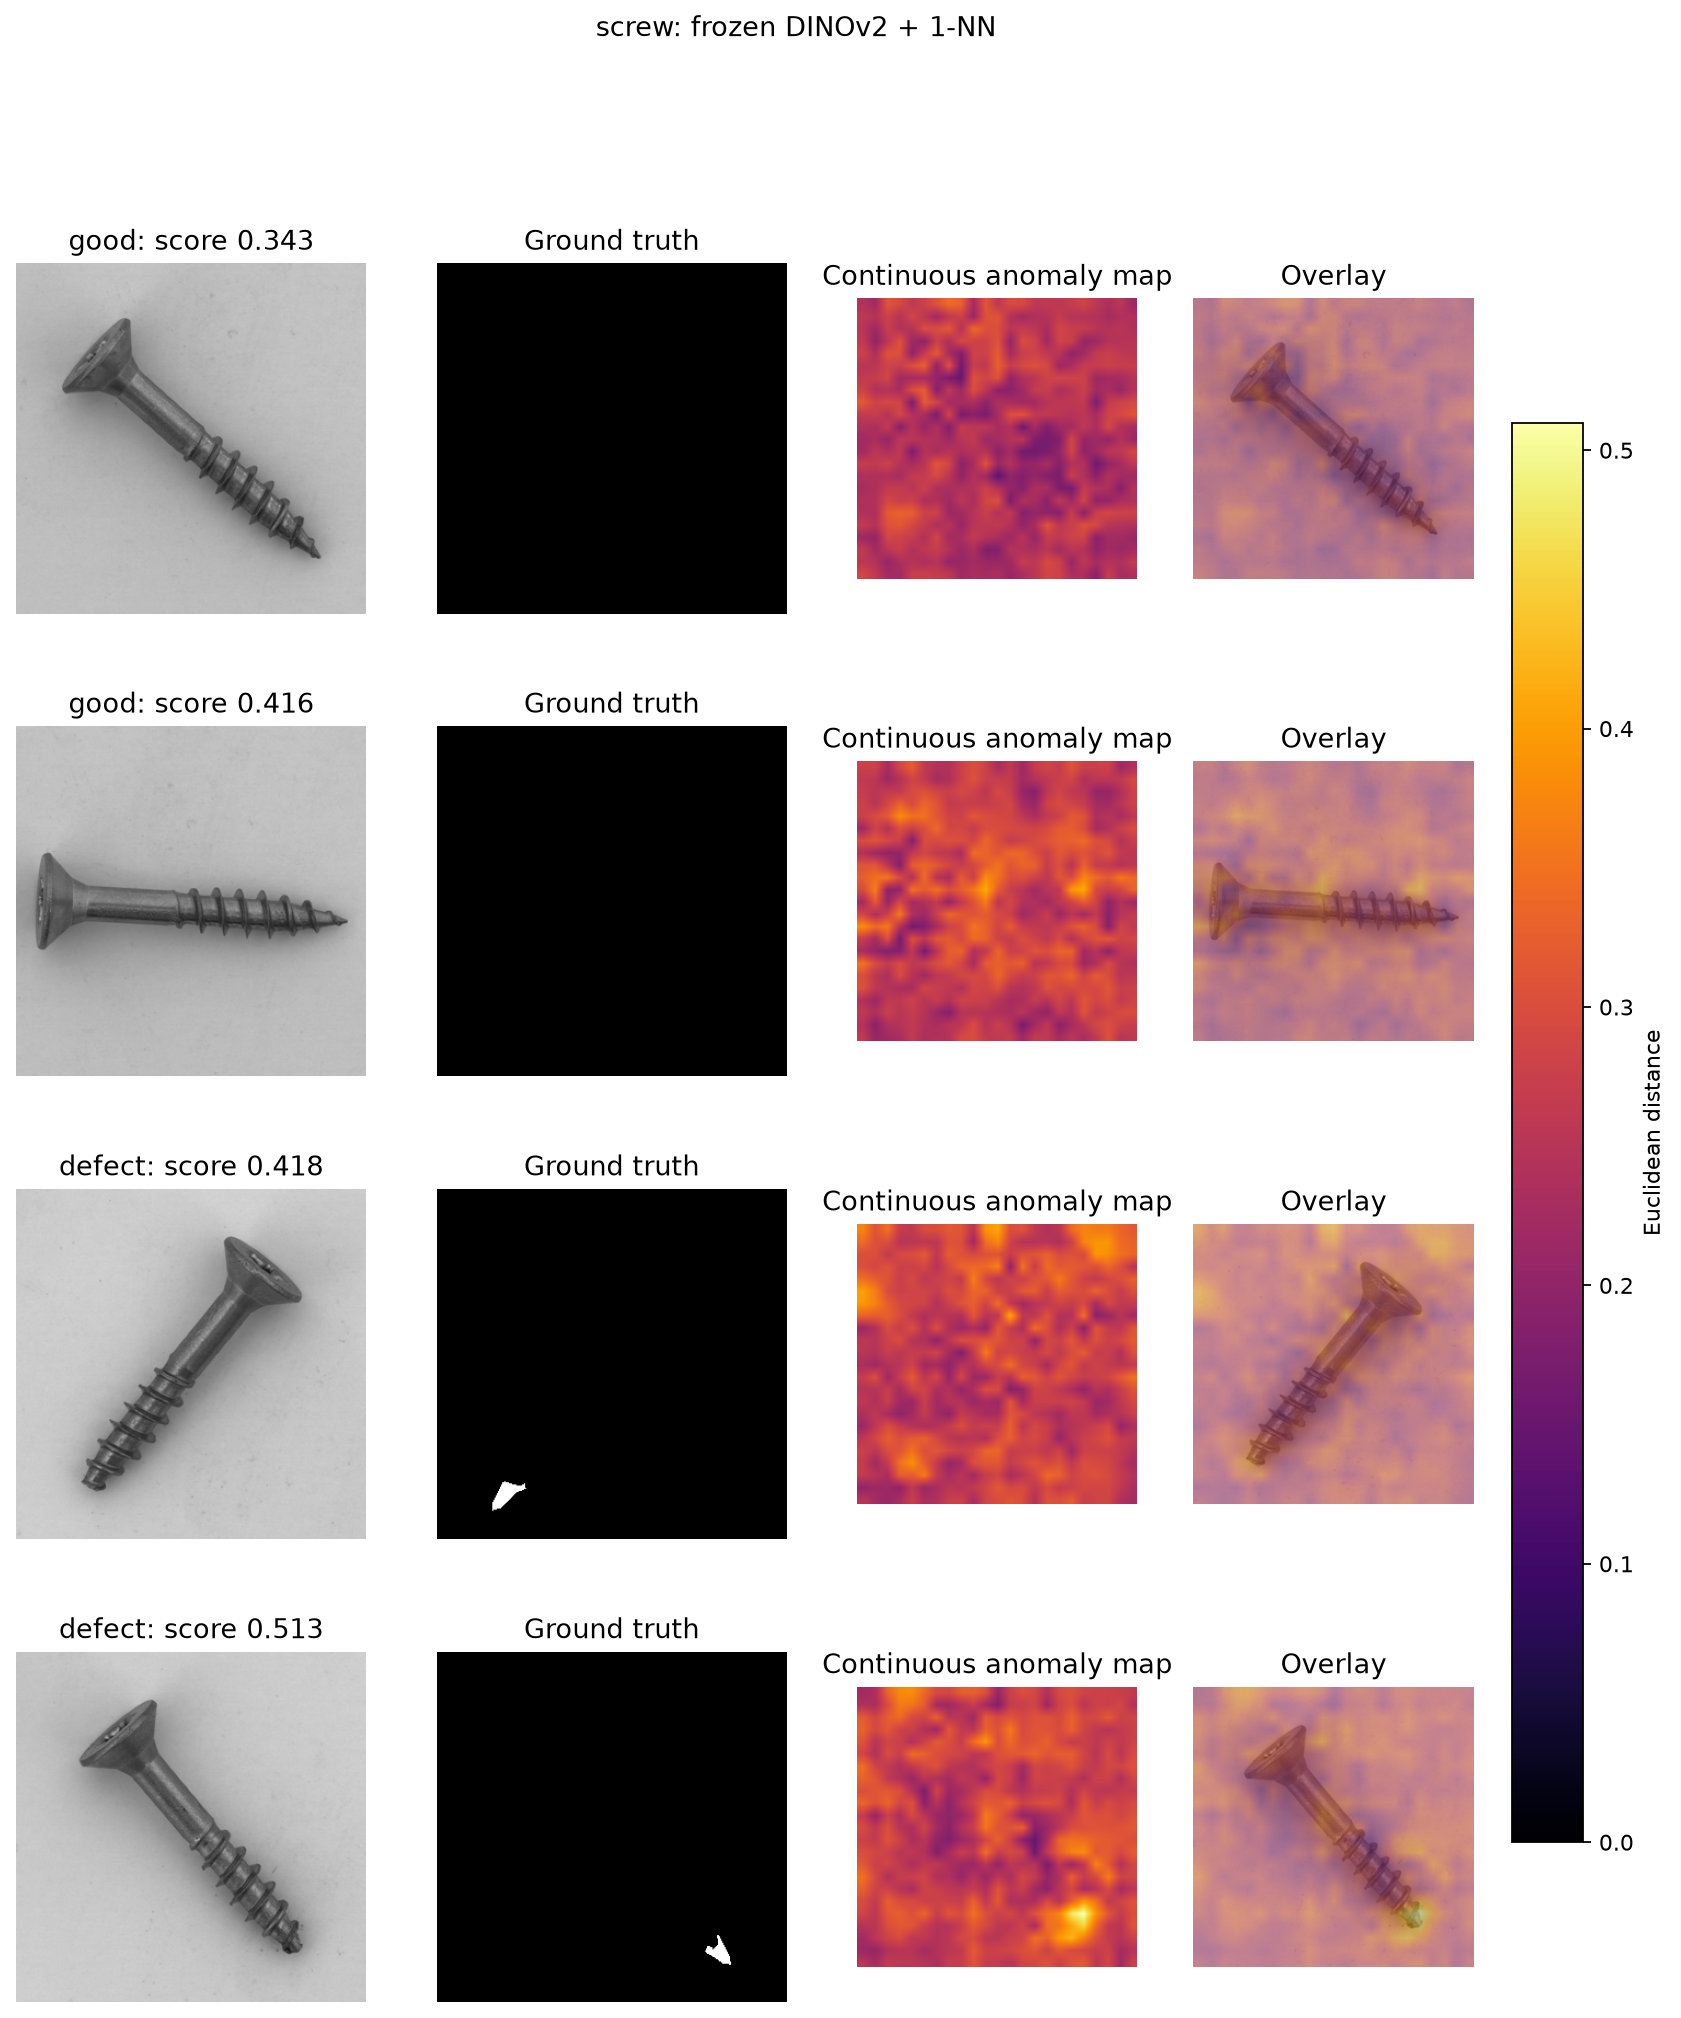 screw: frozen DINOv2 + 1-NN
good: score 0.343
Ground truth
Continuous anomaly map
Overlay
good: score 0.416
Ground truth
Continuous anomaly map
Overlay
defect: score 0.418
Ground truth
Continuous anomaly map
Overlay
defect: score 0.513
Ground truth
Continuous anomaly map
Overlay
0.5
0.4
0.3
0.2
0.1
0.0
Euclidean distance